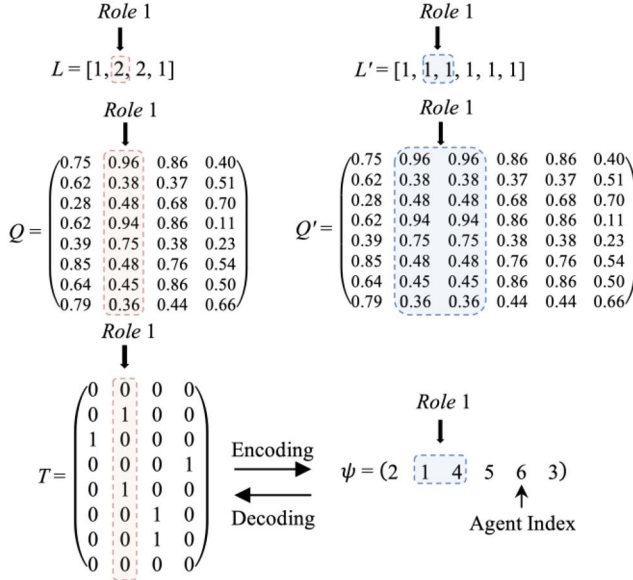 Role 1
Role 1
L = [1, 2, 2, 1]
L′ = [1, 1, 1, 1, 1, 1]
Role 1
Role 1
Q =
0.75 0.96 0.86 0.40
0.62 0.38 0.37 0.51
0.28 0.48 0.68 0.70
0.62 0.94 0.86 0.11
0.39 0.75 0.38 0.23
0.85 0.48 0.76 0.54
0.64 0.45 0.86 0.50
0.79 0.36 0.44 0.66
Q′ =
0.75 0.96 0.96 0.86 0.86 0.40
0.62 0.38 0.38 0.37 0.37 0.51
0.28 0.48 0.48 0.68 0.68 0.70
0.62 0.94 0.94 0.86 0.86 0.11
0.39 0.75 0.75 0.38 0.38 0.23
0.85 0.48 0.48 0.76 0.76 0.54
0.64 0.45 0.45 0.86 0.86 0.50
0.79 0.36 0.36 0.44 0.44 0.66
Role 1
T =
0 0 0 0
0 1 0 0
1 0 0 0
0 0 0 1
0 1 0 0
0 0 1 0
0 0 1 0
0 0 0 0
Encoding
Decoding
Role 1
ψ = (2 1 4 5 6 3)
Agent Index